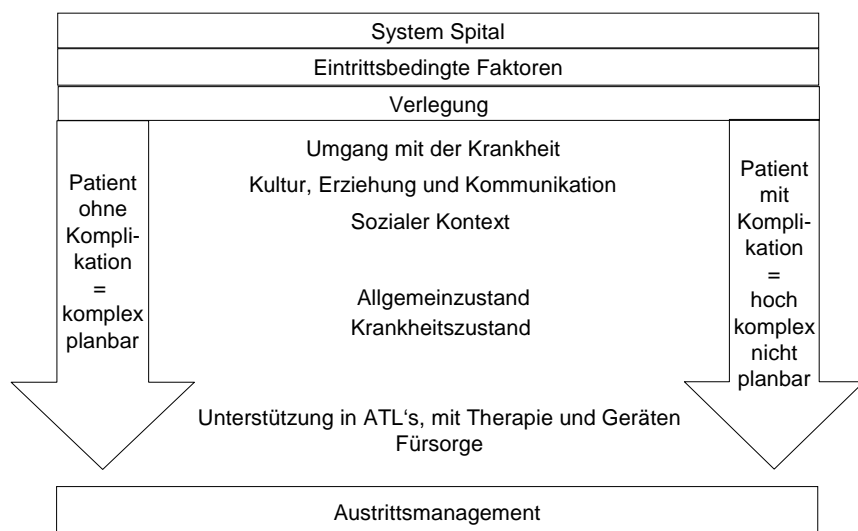 System Spital
Eintrittsbedingte Faktoren
Verlegung
Patient
ohne
Kompli-
kation
=
komplex
planbar
Umgang mit der Krankheit
Kultur, Erziehung und Kommunikation
Sozialer Kontext
Allgemeinzustand
Krankheitszustand
Unterstützung in ATL‘s, mit Therapie und Geräten
Fürsorge
Patient
mit
Kompli-
kation
=
hoch
komplex
nicht
planbar
Austrittsmanagement